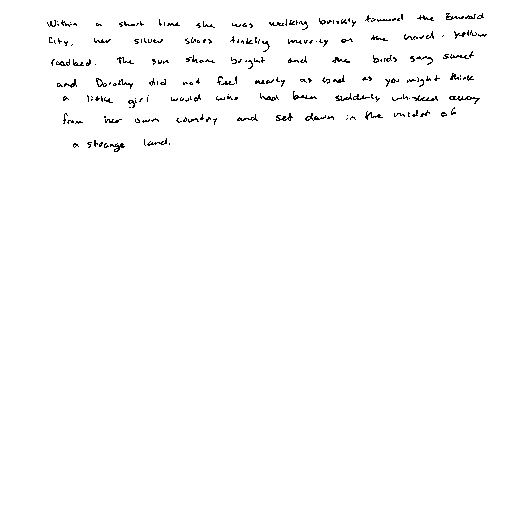 Within a short time she was walking briskly toward the Emerald
City, her silver shoes tinkling merrily on the hard, yellow
roadbed. The sun shone bright and the birds sang sweet
and Dorothy did not feel nearly as bad as you might think
a little girl would who had been suddenly whisked away
from her own country and set down in the midst of
a strange land.